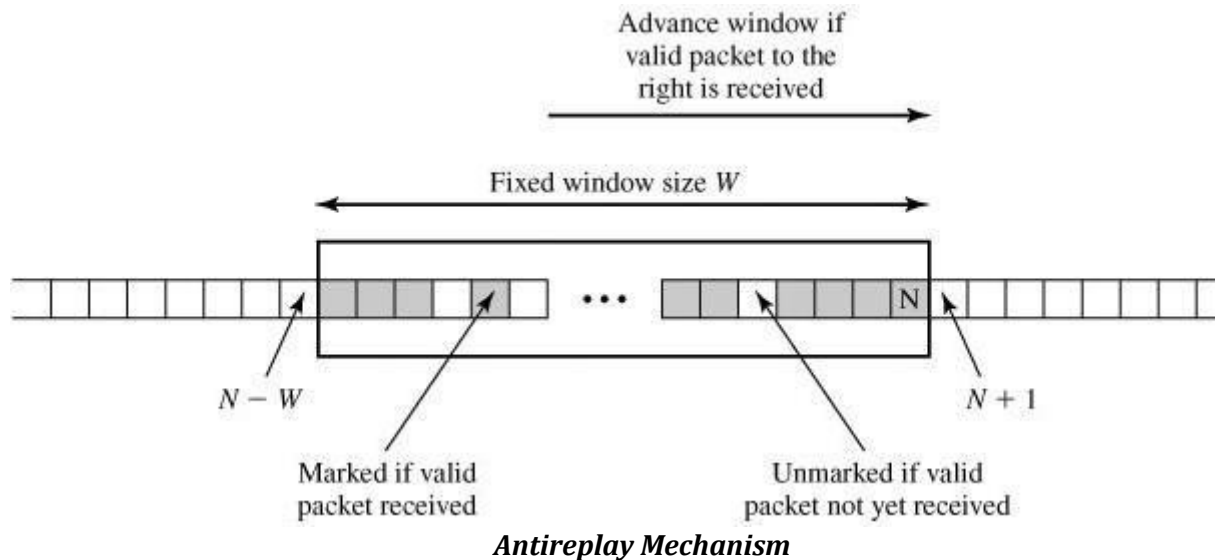 Advance window if
valid packet to the
right is received
Fixed window size W
•••
N
N − W
N + 1
Marked if valid
packet received
Unmarked if valid
packet not yet received
Antireplay Mechanism